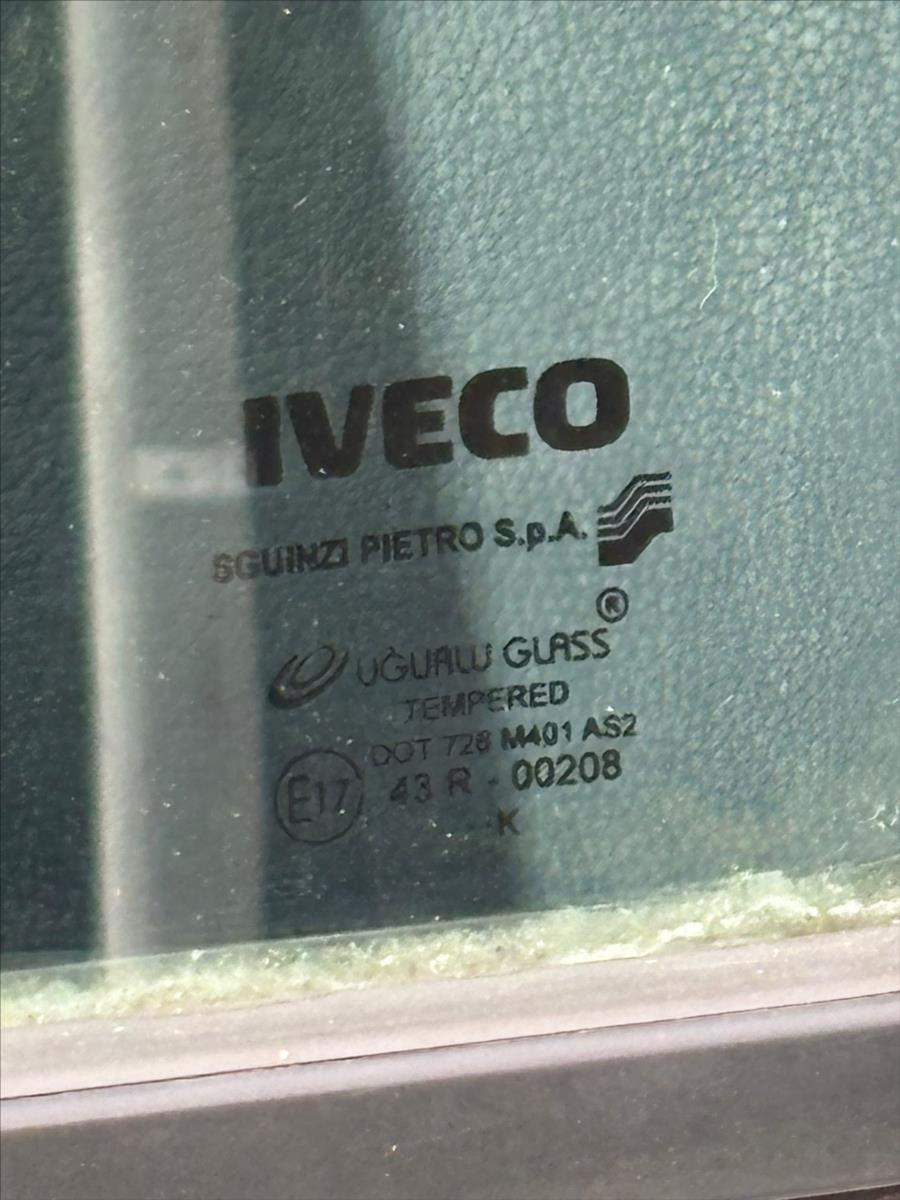 IVECO
SGUINZI PIETRO S.p.A.
®
UĞURLU GLASS
TEMPERED
DOT 728 M401 AS2
E17 43 R - 00208
K